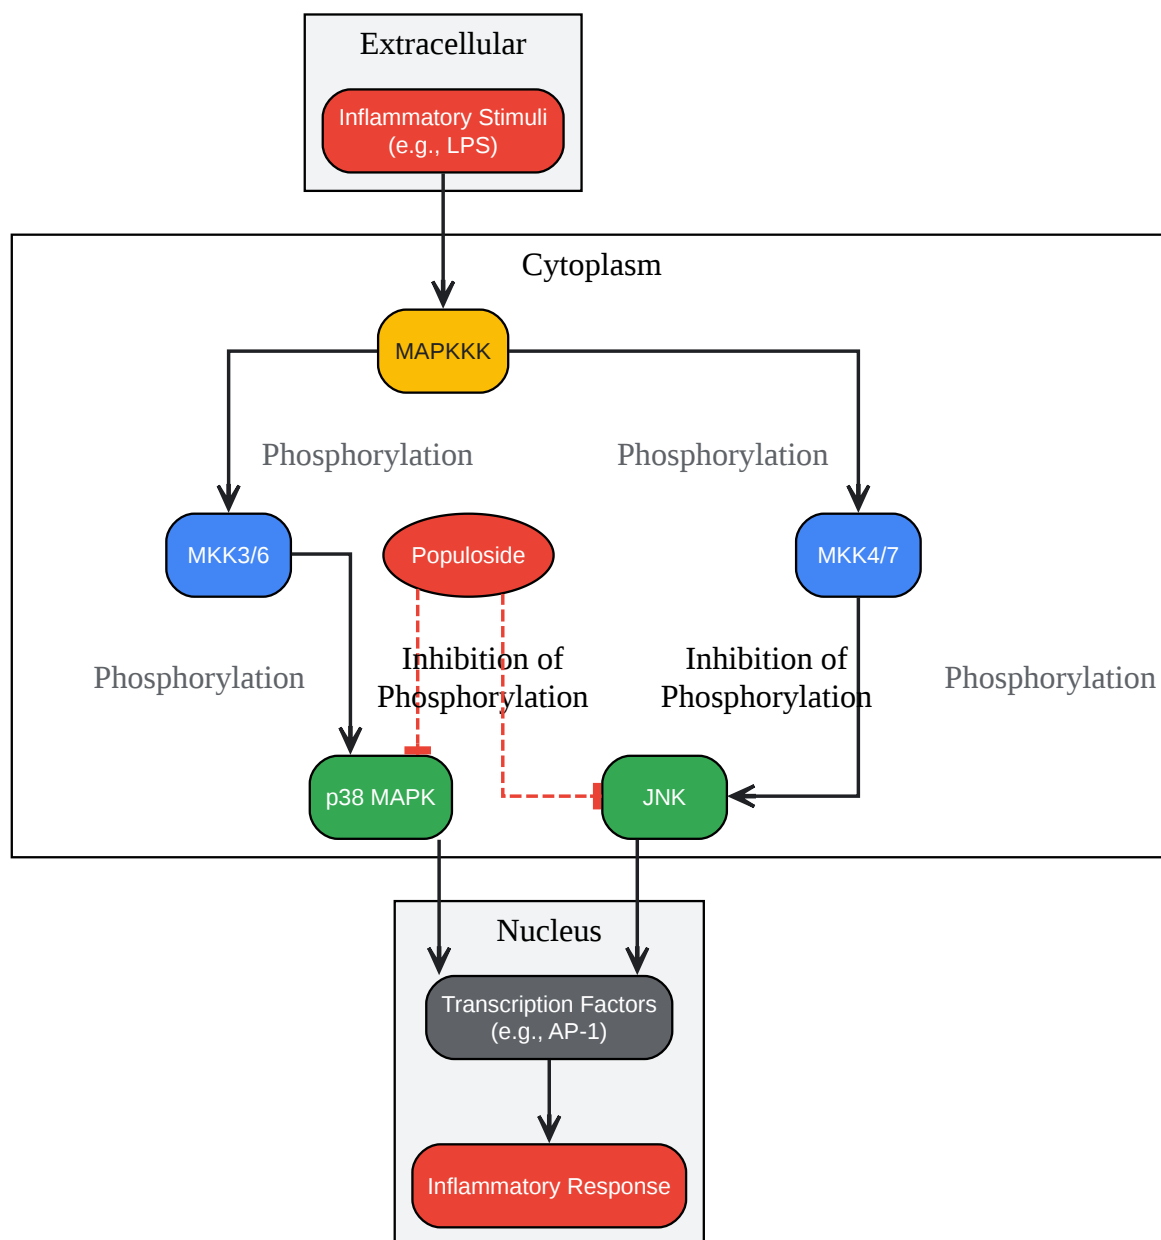 Extracellular
Inflammatory Stimuli
(e.g., LPS)
Cytoplasm
MAPKKK
Phosphorylation
Phosphorylation
MKK3/6
Populoside
MKK4/7
Phosphorylation
Inhibition of
Phosphorylation
Inhibition of
Phosphorylation
Phosphorylation
p38 MAPK
JNK
Nucleus
Transcription Factors
(e.g., AP-1)
Inflammatory Response